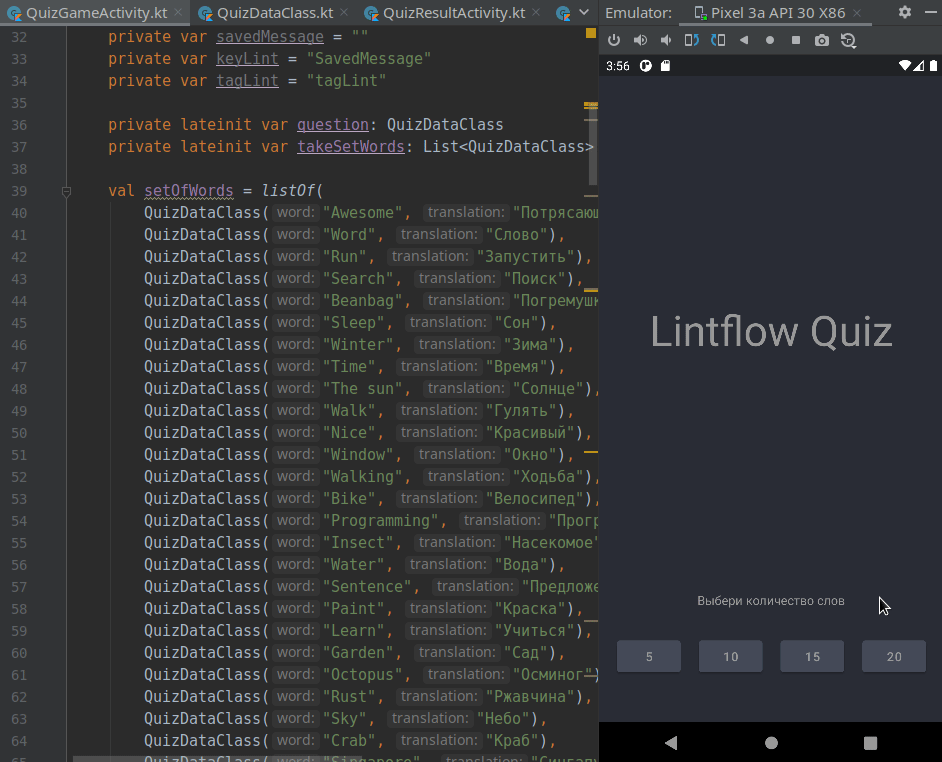 QuizGameActivity.kt QuizDataClass.kt QuizResultActivity.kt Emulator: Pixel 3a API 30 X86
32 private var savedMessage = ""
33 private var keyLint = "SavedMessage"
34 private var tagLint = "tagLint"
35
36 private lateinit var question: QuizDataClass
37 private lateinit var takeSetWords: List<QuizDataClass>
38
39 val setOfWords = listOf(
40 QuizDataClass( word: "Awesome", translation: "Потрясающ
41 QuizDataClass( word: "Word", translation: "Слово"),
42 QuizDataClass( word: "Run", translation: "Запустить"),
43 QuizDataClass( word: "Search", translation: "Поиск"),
44 QuizDataClass( word: "Beanbag", translation: "Погремушк
45 QuizDataClass( word: "Sleep", translation: "Сон"),
46 QuizDataClass( word: "Winter", translation: "Зима"),
47 QuizDataClass( word: "Time", translation: "Время"),
48 QuizDataClass( word: "The sun", translation: "Солнце"),
49 QuizDataClass( word: "Walk", translation: "Гулять"),
50 QuizDataClass( word: "Nice", translation: "Красивый"),
51 QuizDataClass( word: "Window", translation: "Окно"),
52 QuizDataClass( word: "Walking", translation: "Ходьба"),
53 QuizDataClass( word: "Bike", translation: "Велосипед"),
54 QuizDataClass( word: "Programming", translation: "Прогр
55 QuizDataClass( word: "Insect", translation: "Насекомое"
56 QuizDataClass( word: "Water", translation: "Вода"),
57 QuizDataClass( word: "Sentence", translation: "Предложе
58 QuizDataClass( word: "Paint", translation: "Краска"),
59 QuizDataClass( word: "Learn", translation: "Учиться"),
60 QuizDataClass( word: "Garden", translation: "Сад"),
61 QuizDataClass( word: "Octopus", translation: "Осминог")
62 QuizDataClass( word: "Rust", translation: "Ржавчина"),
63 QuizDataClass( word: "Sky", translation: "Небо"),
64 QuizDataClass( word: "Crab", translation: "Краб"),
3:56
Lintflow Quiz
Выбери количество слов
5 10 15 20